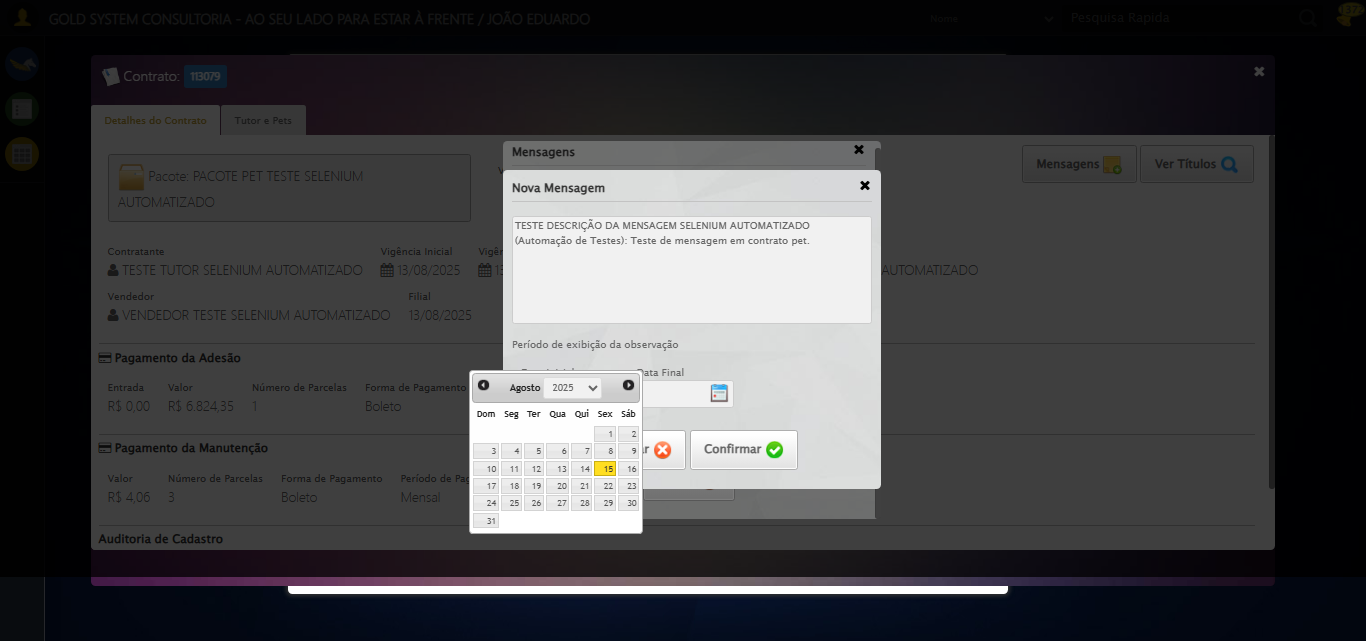 GOLD SYSTEM CONSULTORIA - AO SEU LADO PARA ESTAR À FRENTE / JOÃO EDUARDO
Nome
Pesquisa Rapida
Contrato: 113079
Detalhes do Contrato
Tutor e Pets
Pacote: PACOTE PET TESTE SELENIUM
AUTOMATIZADO
Mensagens
Ver Títulos
Mensagens
Nova Mensagem
TESTE DESCRIÇÃO DA MENSAGEM SELENIUM AUTOMATIZADO
(Automação de Testes): Teste de mensagem em contrato pet.
Contratante
Vigência Inicial
TESTE TUTOR SELENIUM AUTOMATIZADO
13/08/2025
AUTOMATIZADO
Vendedor
Filial
VENDEDOR TESTE SELENIUM AUTOMATIZADO
13/08/2025
Período de exibição da observação
Data Final
Confirmar
Pagamento da Adesão
Entrada Valor Número de Parcelas Forma de Pagamento
R$ 0,00 R$ 6.824,35 1 Boleto
Pagamento da Manutenção
Valor Número de Parcelas Forma de Pagamento Período de
R$ 4,06 3 Boleto Mensal
Auditoria de Cadastro
Agosto 2025
Dom Seg Ter Qua Qui Sex Sáb
1 2
3 4 5 6 7 8 9
10 11 12 13 14 15 16
17 18 19 20 21 22 23
24 25 26 27 28 29 30
31